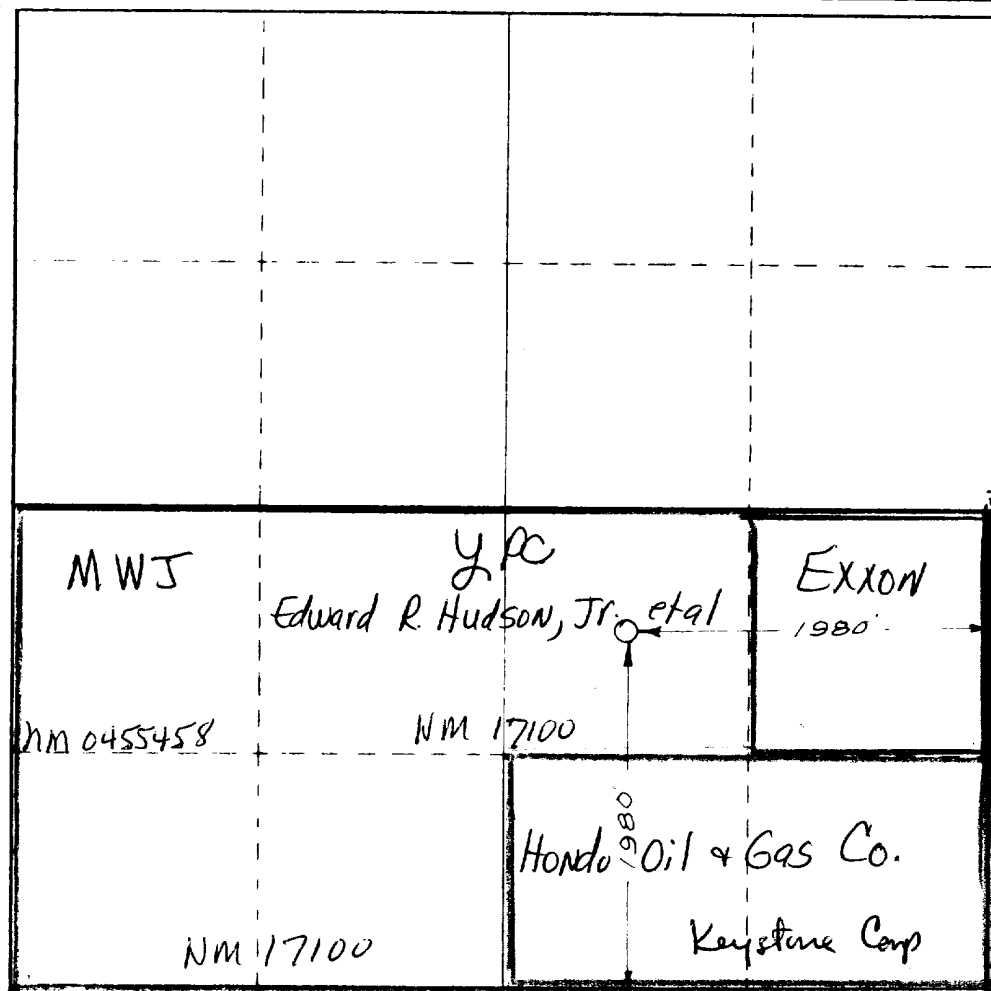 MWJ
YPC
Edward R. Hudson, Jr. etal
EXXON
1980'
NM 0455458
NM 17100
1980
Hondo Oil & Gas Co.
Keystone Corp
NM 17100